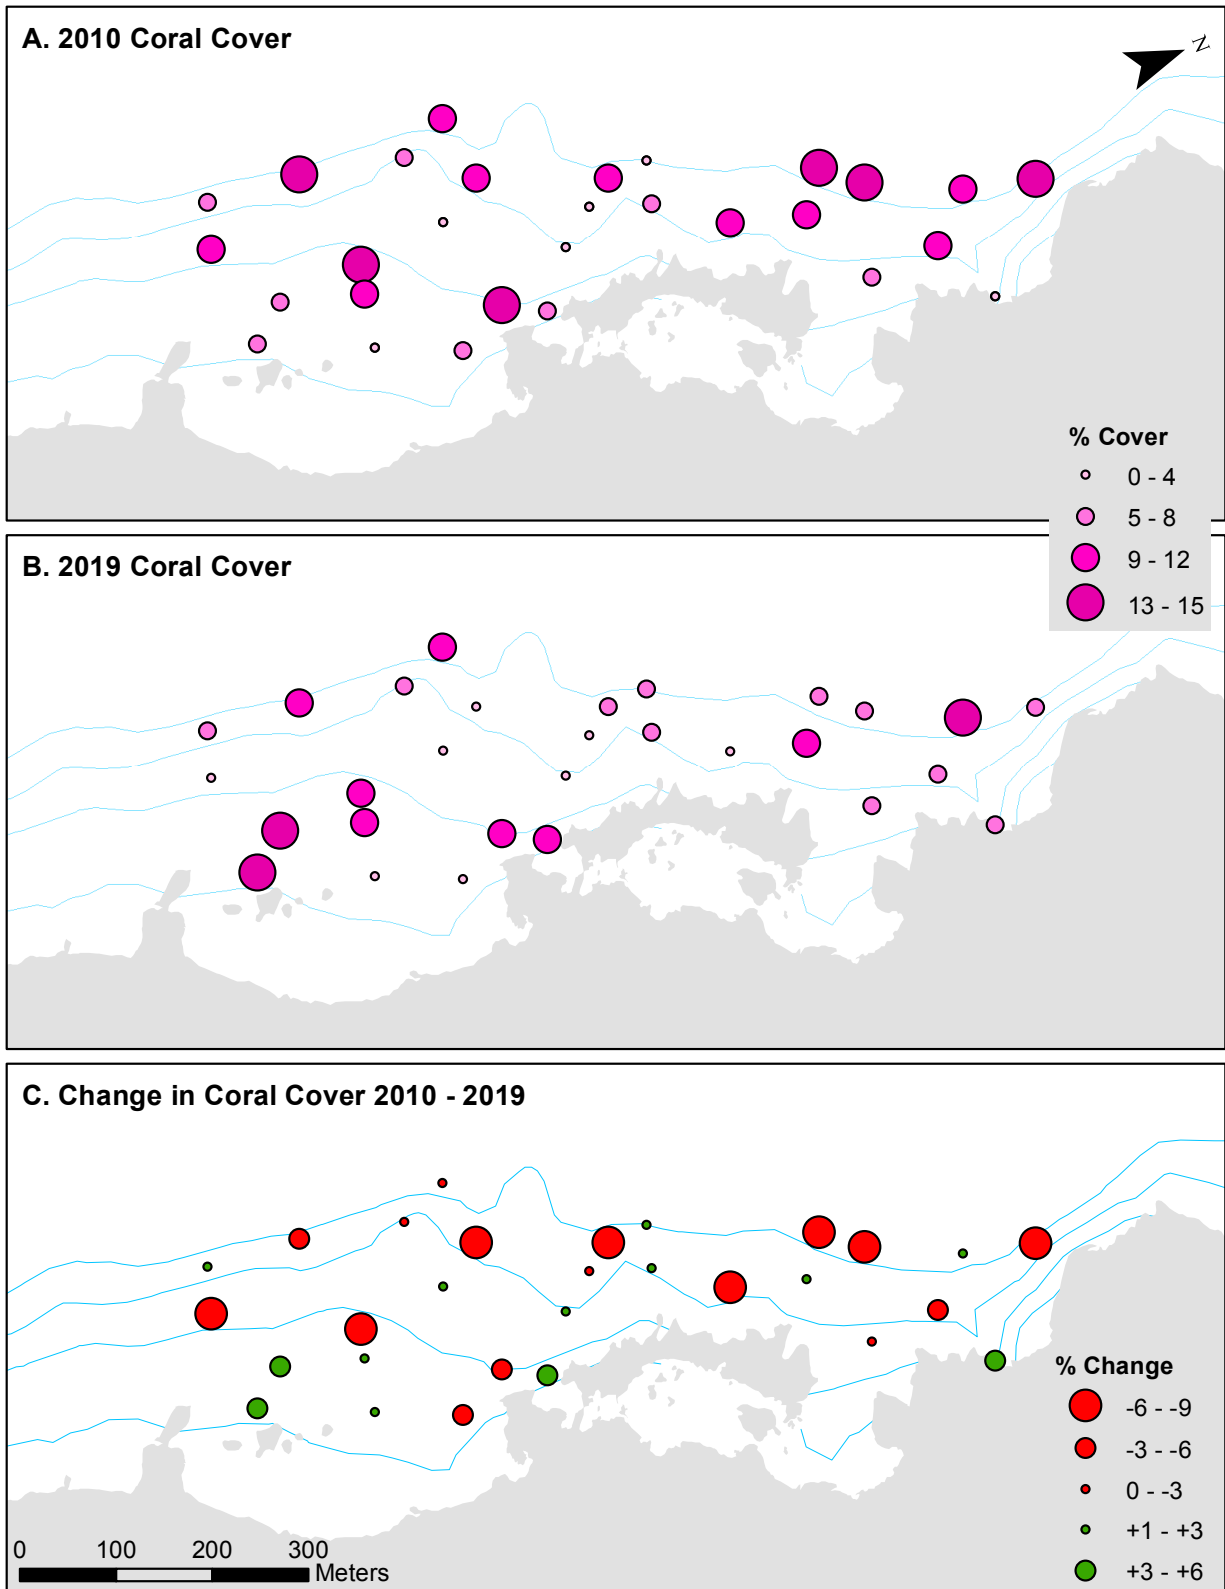 A. 2010 Coral Cover
N
% Cover
0 - 4
5 - 8
9 - 12
13 - 15
B. 2019 Coral Cover
C. Change in Coral Cover 2010 - 2019
% Change
-6 - -9
-3 - -6
0 - -3
+1 - +3
+3 - +6
0 100 200 300
Meters